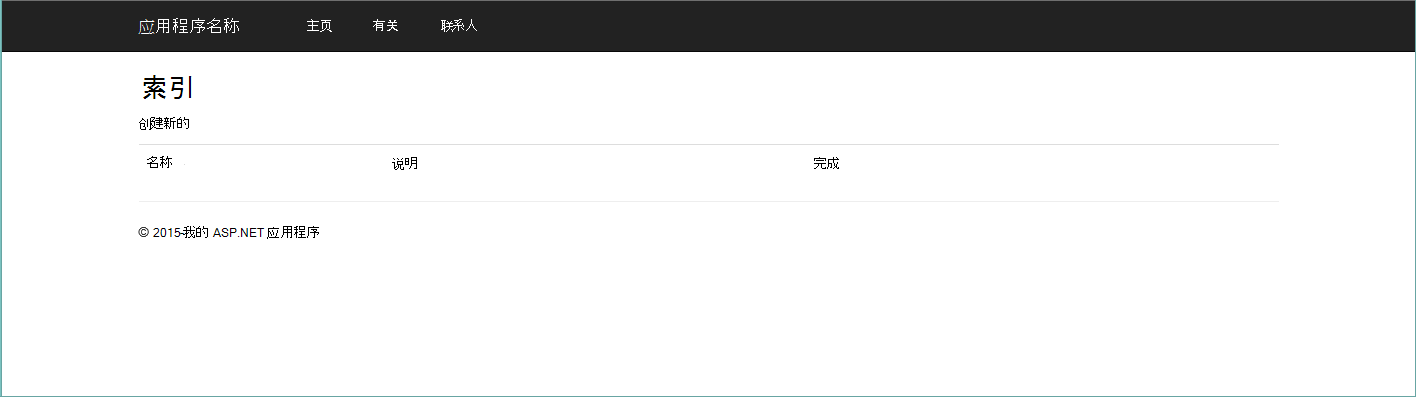 应用程序名称 主页 有关 联系人
索引
创建新的
名称 说明 完成
© 2015-我的 ASP.NET 应用程序